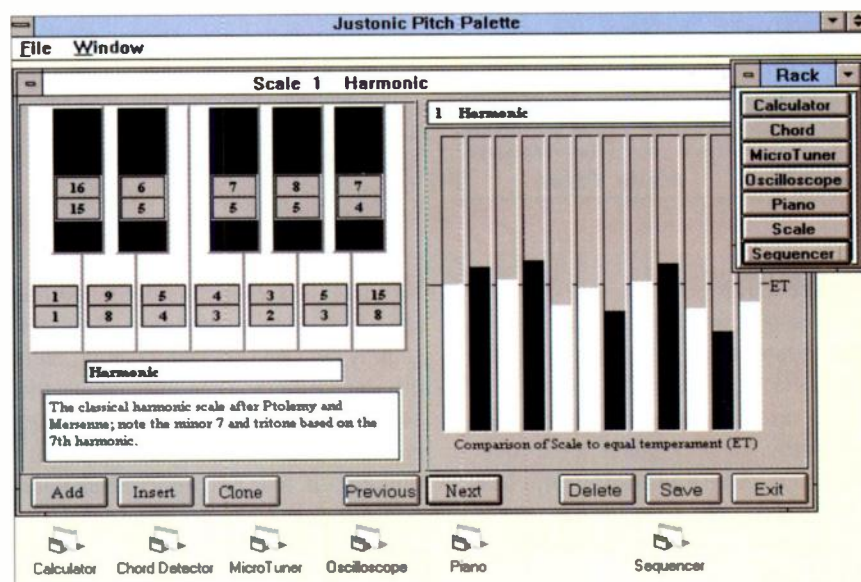 Justonic Pitch Palette
File Window
Scale 1 Harmonic
Rack
Calculator
Chord
MicroTuner
Oscilloscope
Piano
Scale
Sequencer
1 Harmonic
16 6 7 8 7
15 5 5 5 4
1 9 5 4 3 5 15
1 8 4 3 2 3 8
ET
Harmonic
The classical harmonic scale after Ptolemy and
Mersenne; note the minor 7 and tritone based on the
7th harmonic.
Comparison of Scale to equal temperament (ET)
Add Insert Clone Previous Next Delete Save Exit
Calculator Chord Detector MicroTuner Oscilloscope Piano Sequencer